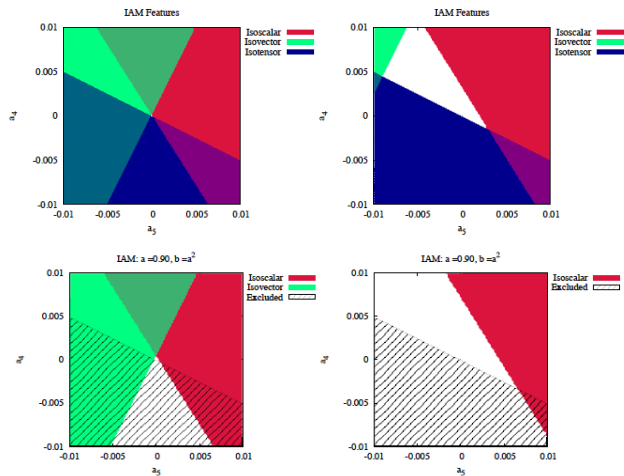 IAM Features
0.01
0.005
0
-0.005
-0.01
a4
-0.01 -0.005 0 0.005 0.01
a5
Isoscalar
Isovector
Isotensor
IAM Features
0.01
0.005
0
-0.005
-0.01
a4
-0.01 -0.005 0 0.005 0.01
a5
Isoscalar
Isovector
Isotensor
IAM: a =0.90, b =a²
0.01
0.005
0
-0.005
-0.01
a4
-0.01 -0.005 0 0.005 0.01
a5
Isoscalar
Isovector
Excluded
IAM: a =0.90, b =a²
0.01
0.005
0
-0.005
-0.01
a4
-0.01 -0.005 0 0.005 0.01
a5
Isoscalar
Excluded